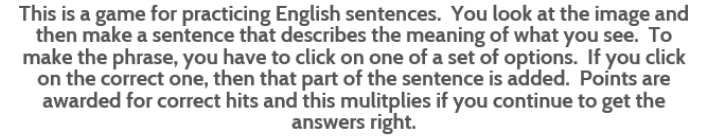 This is a game for practicing English sentences.  You look at the image and
then make a sentence that describes the meaning of what you see.  To
make the phrase, you have to click on one of a set of options.  If you click
on the correct one, then that part of the sentence is added.  Points are
awarded for correct hits and this mulitplies if you continue to get the
answers right.